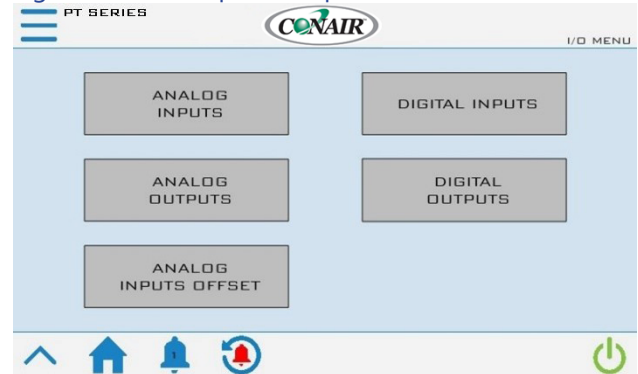 PT SERIES
CONAIR
I/O MENU
ANALOG
INPUTS
DIGITAL INPUTS
ANALOG
OUTPUTS
DIGITAL
OUTPUTS
ANALOG
INPUTS OFFSET
1